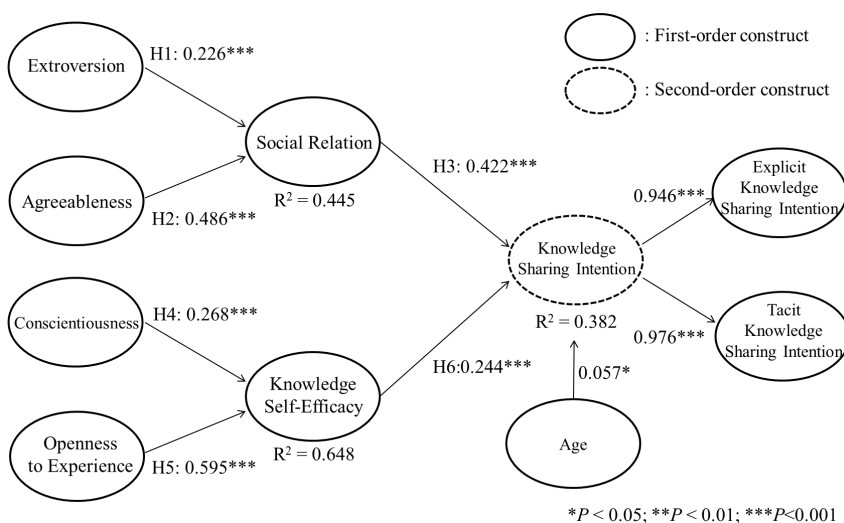 : First-order construct
: Second-order construct
H1: 0.226***
Extroversion
Social Relation
R² = 0.445
Agreeableness
H2: 0.486***
H3: 0.422***
Explicit
Knowledge
Sharing Intention
0.946***
Knowledge
Sharing Intention
R² = 0.382
Tacit
Knowledge
Sharing Intention
0.976***
Conscientiousness
H4: 0.268***
Knowledge
Self-Efficacy
R² = 0.648
H6:0.244***
0.057*
Openness
to Experience
H5: 0.595***
Age
*P < 0.05; **P < 0.01; ***P<0.001